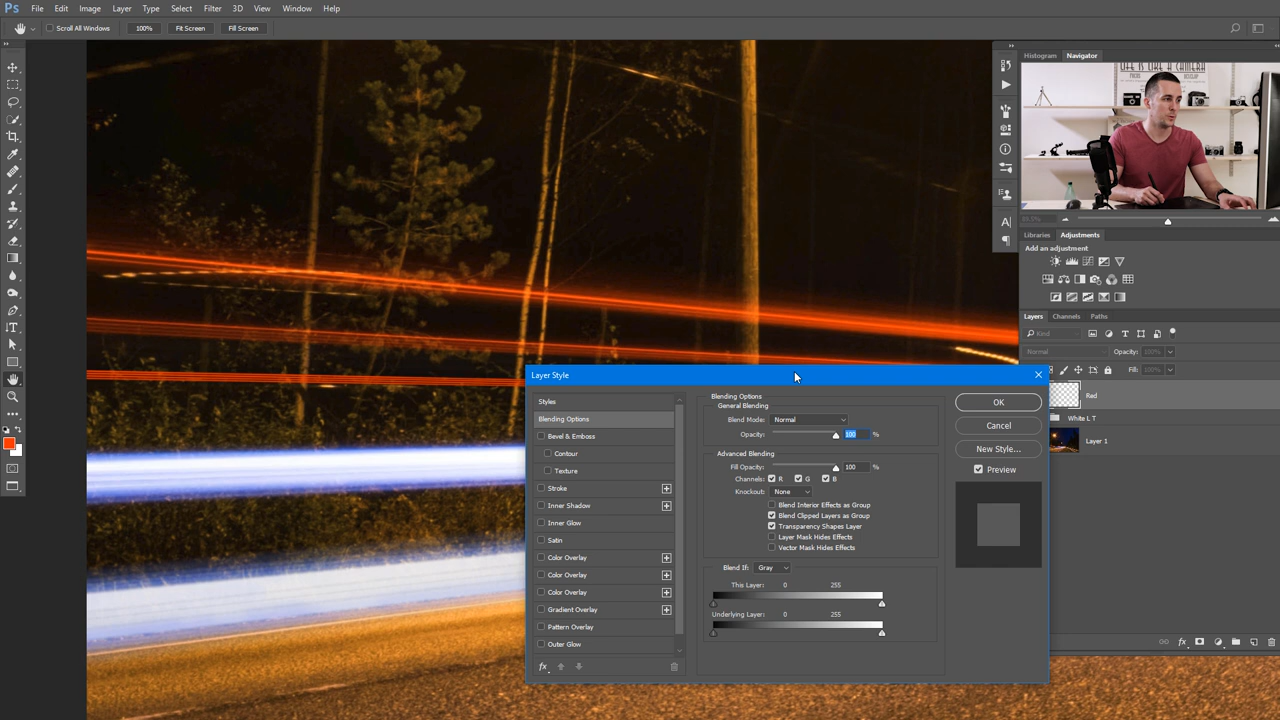 Ps File Edit Image Layer Type Select Filter 3D View Window Help
Scroll All Windows 100% Fit Screen Fill Screen
Histogram Navigator
LIFE IS LIKE A CAMERA
Libraries Adjustments
Add an adjustment
Layers Channels Paths
Kind
Normal Opacity: 100%
Fill: 100%
Red
White L T
Layer 1
Layer Style
Styles
Blending Options
Bevel & Emboss
Contour
Texture
Stroke
Inner Shadow
Inner Glow
Satin
Color Overlay
Color Overlay
Color Overlay
Gradient Overlay
Pattern Overlay
Outer Glow
fx
Blending Options
General Blending
Blend Mode: Normal
Opacity: 100 %
Advanced Blending
Fill Opacity: 100 %
Channels: R G B
Knockout: None
Blend Interior Effects as Group
Blend Clipped Layers as Group
Transparency Shapes Layer
Layer Mask Hides Effects
Vector Mask Hides Effects
Blend If: Gray
This Layer: 0 255
Underlying Layer: 0 255
OK
Cancel
New Style...
Preview
fx